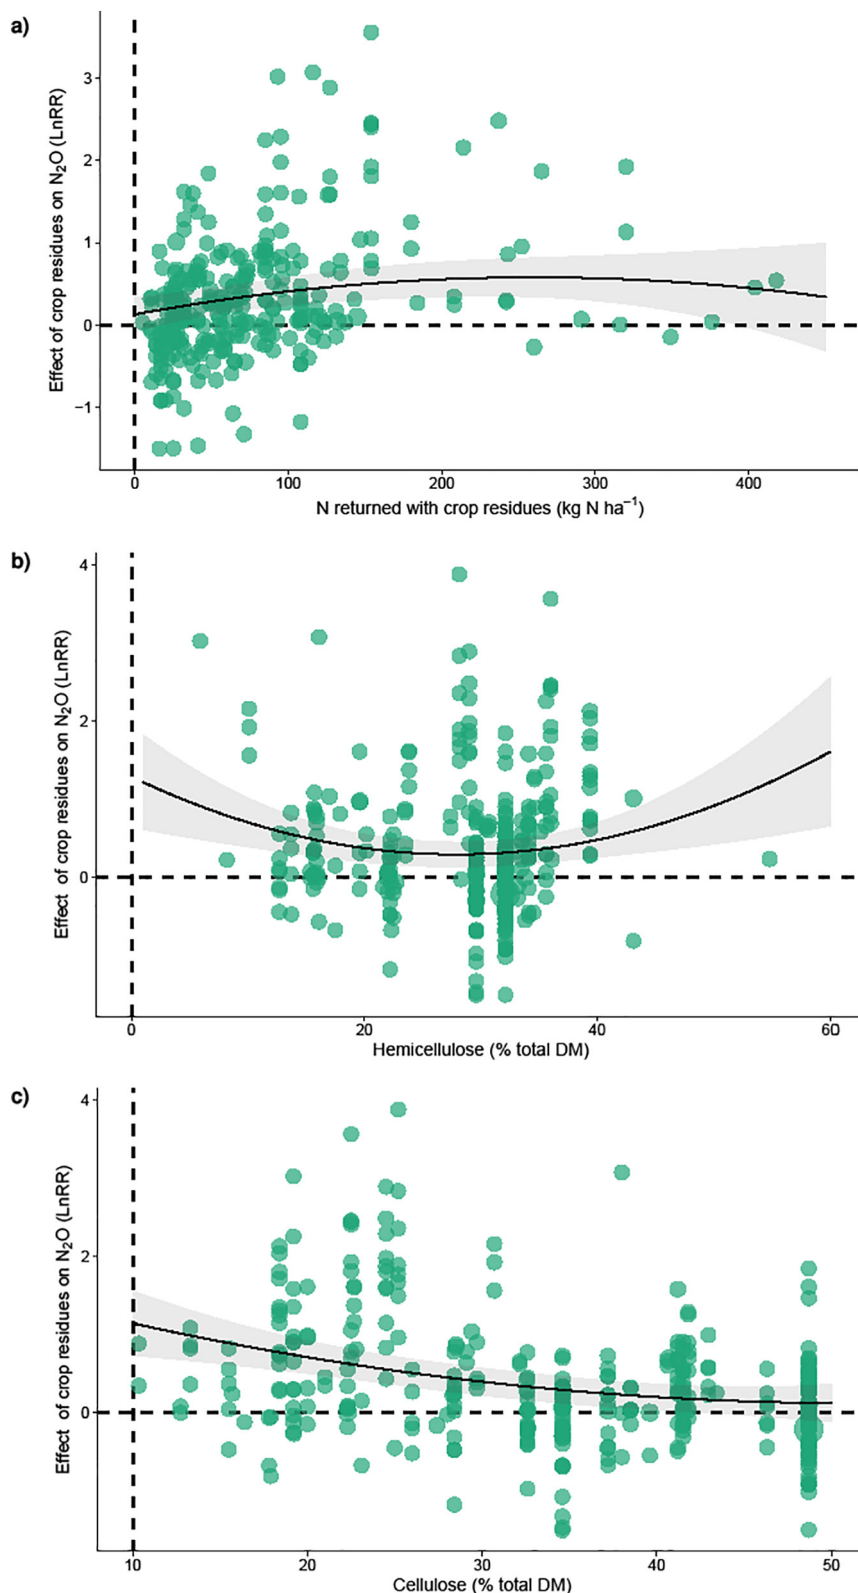 a)
Effect of crop residues on N₂O (LnRR)
3
2
1
0
−1
0 100 200 300 400
N returned with crop residues (kg N ha⁻¹)
b)
Effect of crop residues on N₂O (LnRR)
4
2
0
0 20 40 60
Hemicellulose (% total DM)
c)
Effect of crop residues on N₂O (LnRR)
4
2
0
10 20 30 40 50
Cellulose (% total DM)